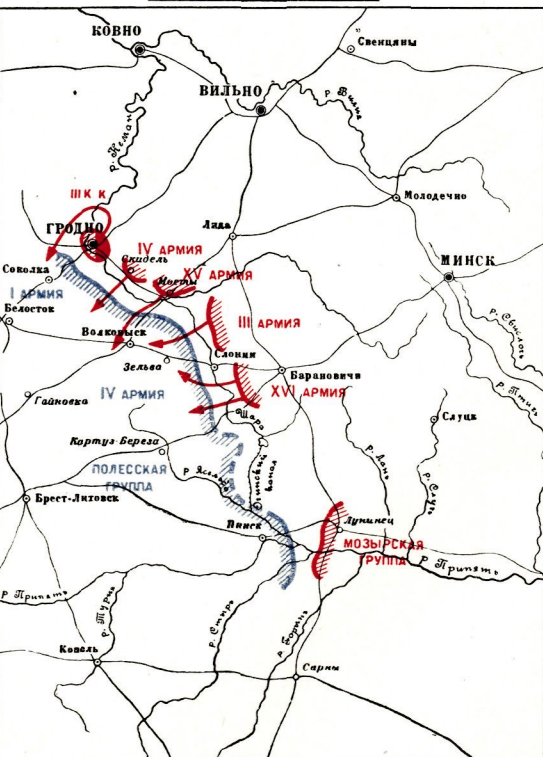 КОВНО
Свенцяны
ВИЛЬНО
р. Вилия
р. Неман
III К К
Молодечно
ГРОДНО
Лида
IV АРМИЯ
Скидель
МИНСК
Соколка
XV АРМИЯ
I АРМИЯ
Мосты
Белосток
III АРМИЯ
р. Свислочь
Волковыск
Зельва
Слоним
Барановичи
IV АРМИЯ
XVI АРМИЯ
р. Птичь
Гайновка
Щара
Слуцк
Картуз-Береза
р. Лань
ПОЛЕССКАЯ
ГРУППА
р. Ясельда
Огинский канал
р. Случь
Брест-Литовск
Пинск
Лунинец
МОЗЫРСКАЯ
ГРУППА
р. Припять
р. Припять
р. Турия
р. Стырь
р. Горынь
Ковель
Сарны